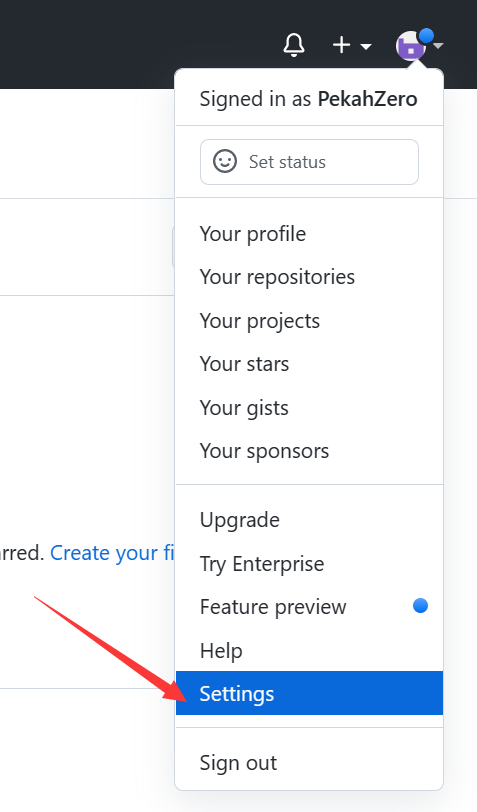 Signed in as PekahZero
Set status
Your profile
Your repositories
Your projects
Your stars
Your gists
Your sponsors
Upgrade
rred. Create your fi
Try Enterprise
Feature preview
Help
Settings
Sign out